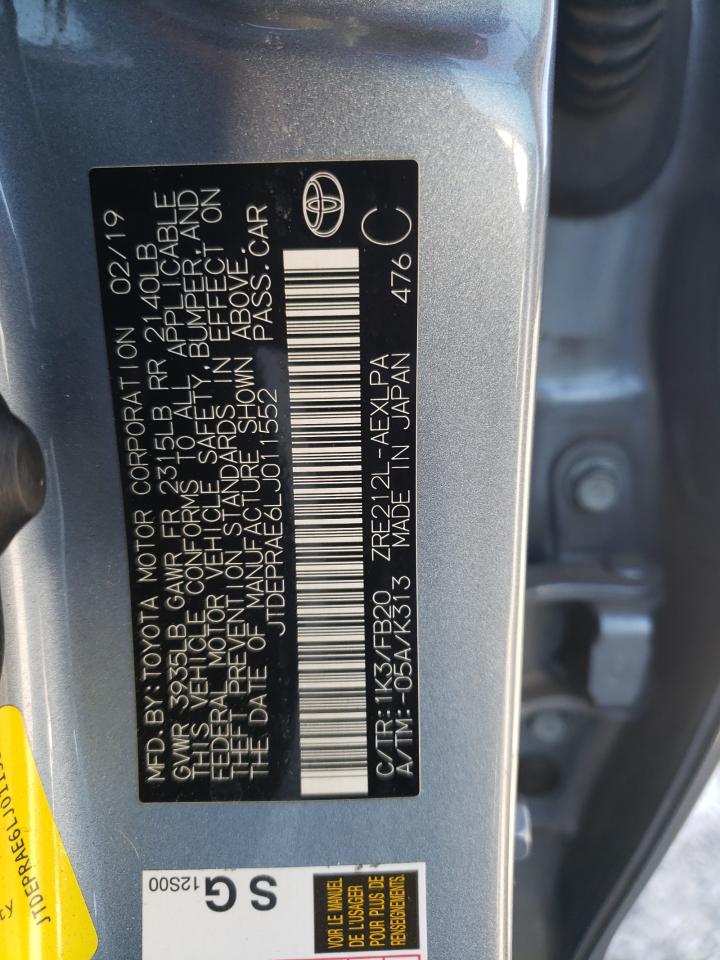 MFD. BY: TOYOTA MOTOR CORPORATION 02/19
GVWR 3935LB GAWR FR 2315LB RR 2140LB
THIS VEHICLE CONFORMS TO ALL APPLICABLE
FEDERAL MOTOR VEHICLE SAFETY, BUMPER, AND
THEFT PREVENTION STANDARDS IN EFFECT ON
THE DATE OF MANUFACTURE SHOWN ABOVE.
JTDEPRAE6LJ011552 PASS. CAR
C/TR: 1K3/FB20 ZRE212L-AEXLPA 476 C
A/TM: -05A/K313 MADE IN JAPAN
JTDEPRAE6LJ0115
SG
12S00
VOIR LE MANUEL
DE L'USAGER
POUR PLUS DE
RENSEIGNEMENTS.